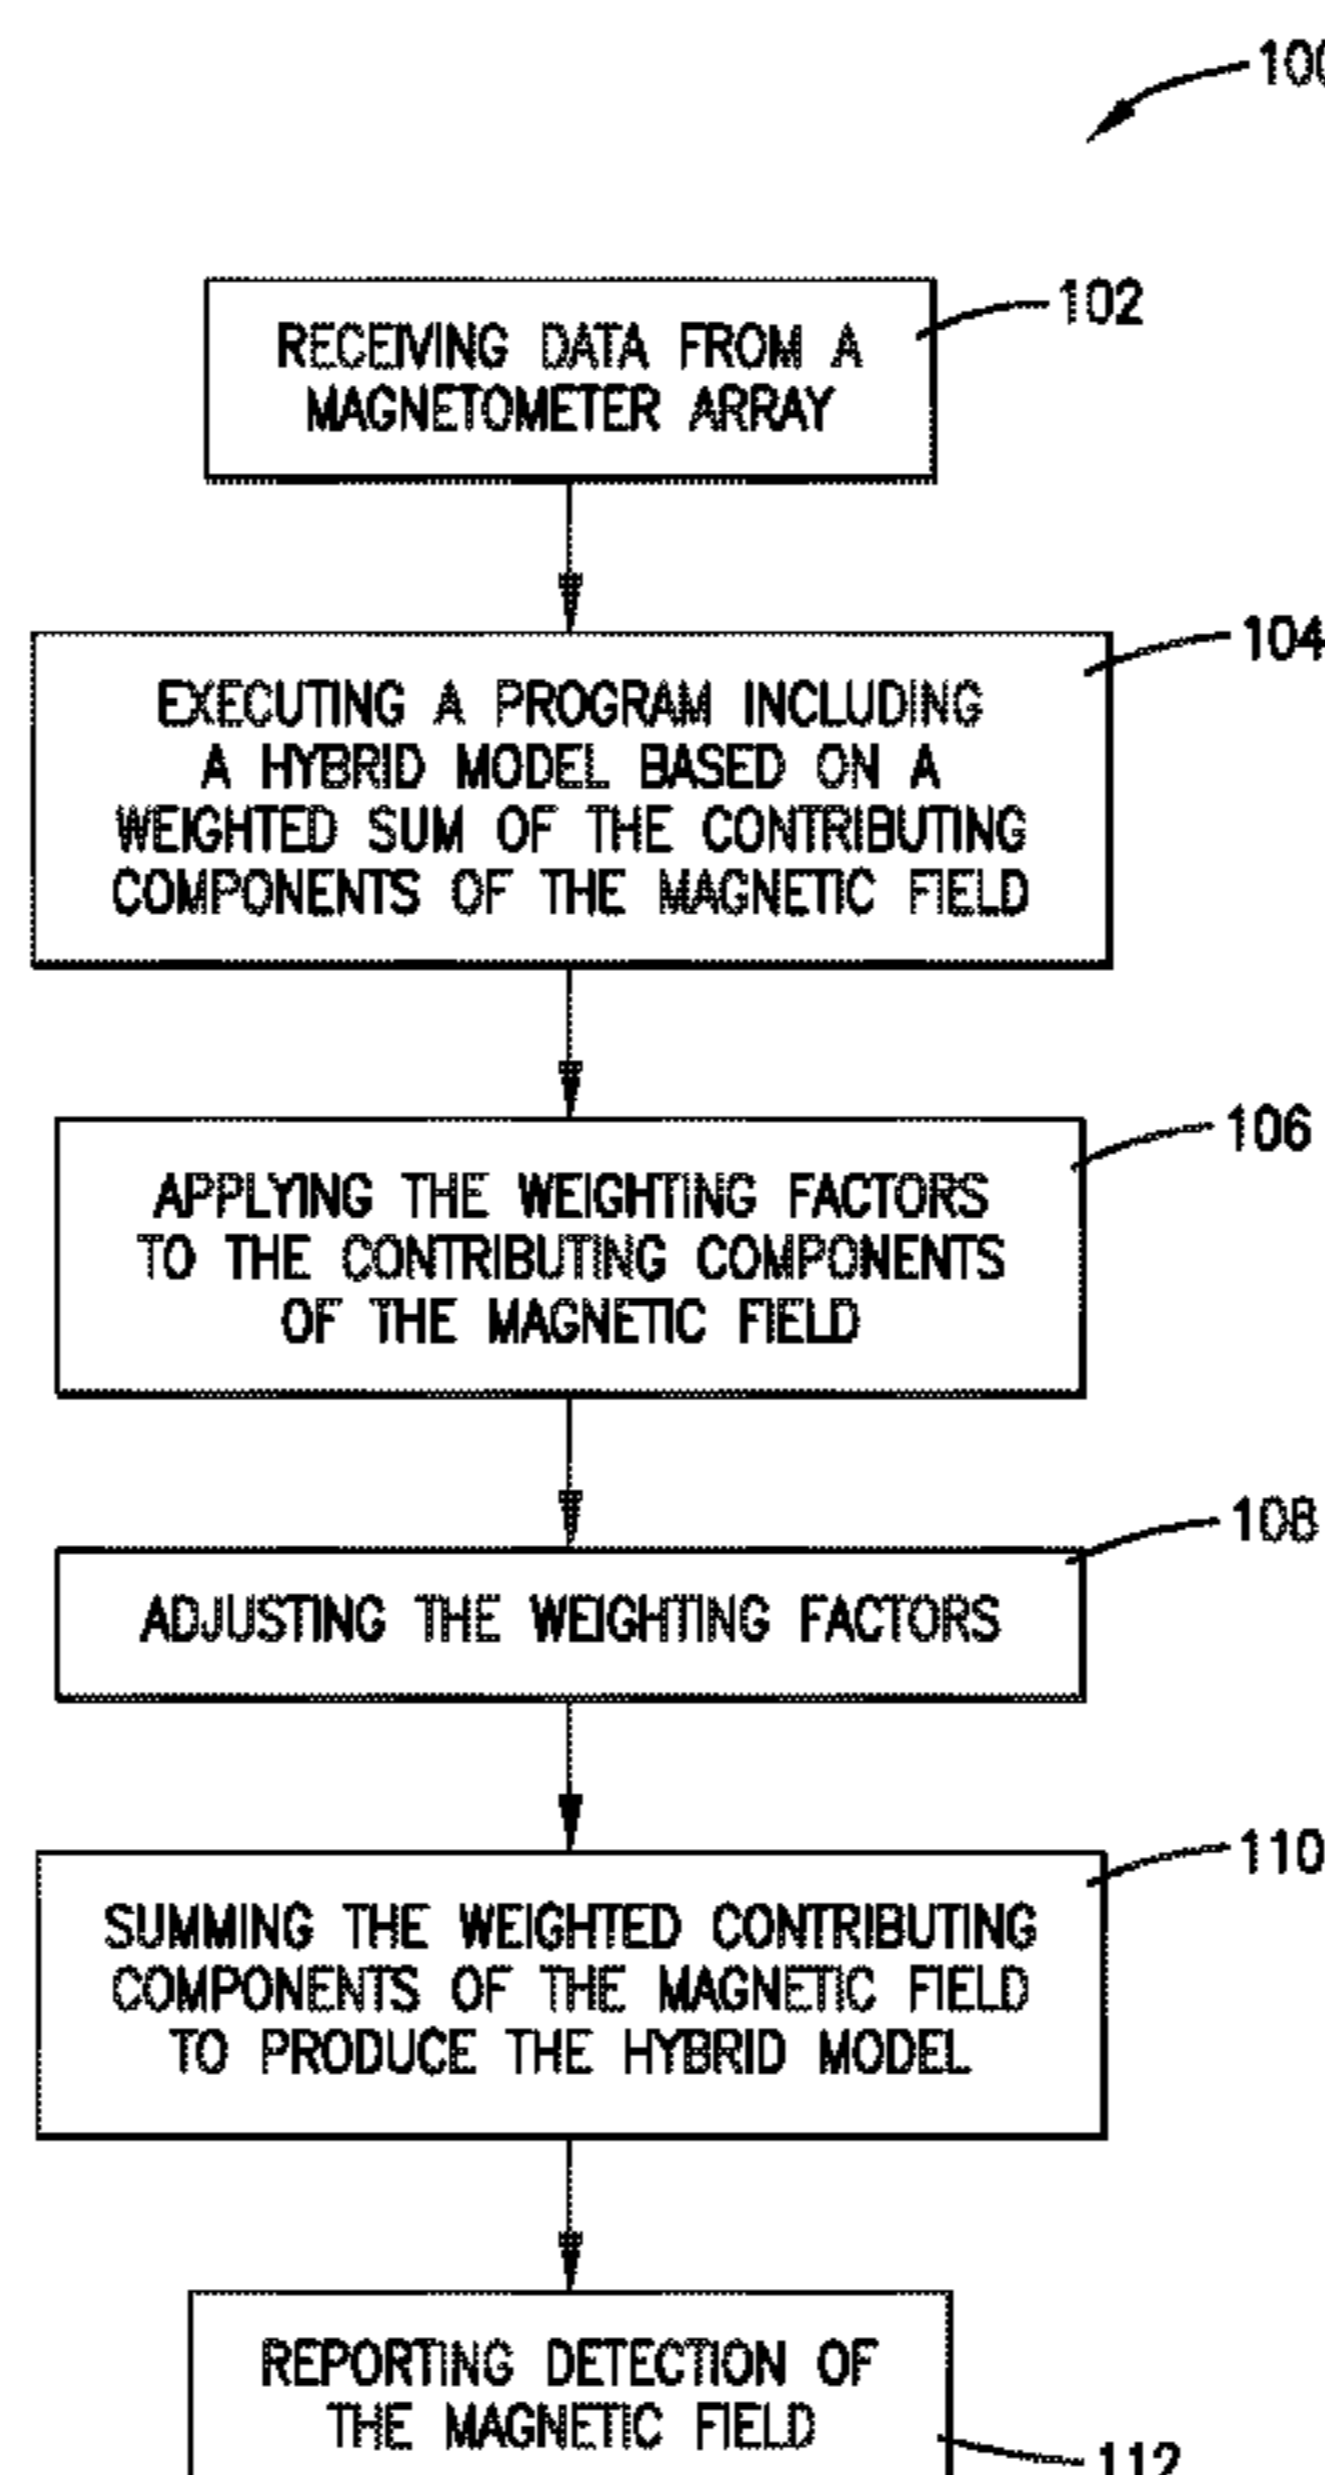 100
102
RECEIVING DATA FROM A
MAGNETOMETER ARRAY
104
EXECUTING A PROGRAM INCLUDING
A HYBRID MODEL BASED ON A
WEIGHTED SUM OF THE CONTRIBUTING
COMPONENTS OF THE MAGNETIC FIELD
106
APPLYING THE WEIGHTING FACTORS
TO THE CONTRIBUTING COMPONENTS
OF THE MAGNETIC FIELD
108
ADJUSTING THE WEIGHTING FACTORS
110
SUMMING THE WEIGHTED CONTRIBUTING
COMPONENTS OF THE MAGNETIC FIELD
TO PRODUCE THE HYBRID MODEL
REPORTING DETECTION OF
THE MAGNETIC FIELD
112